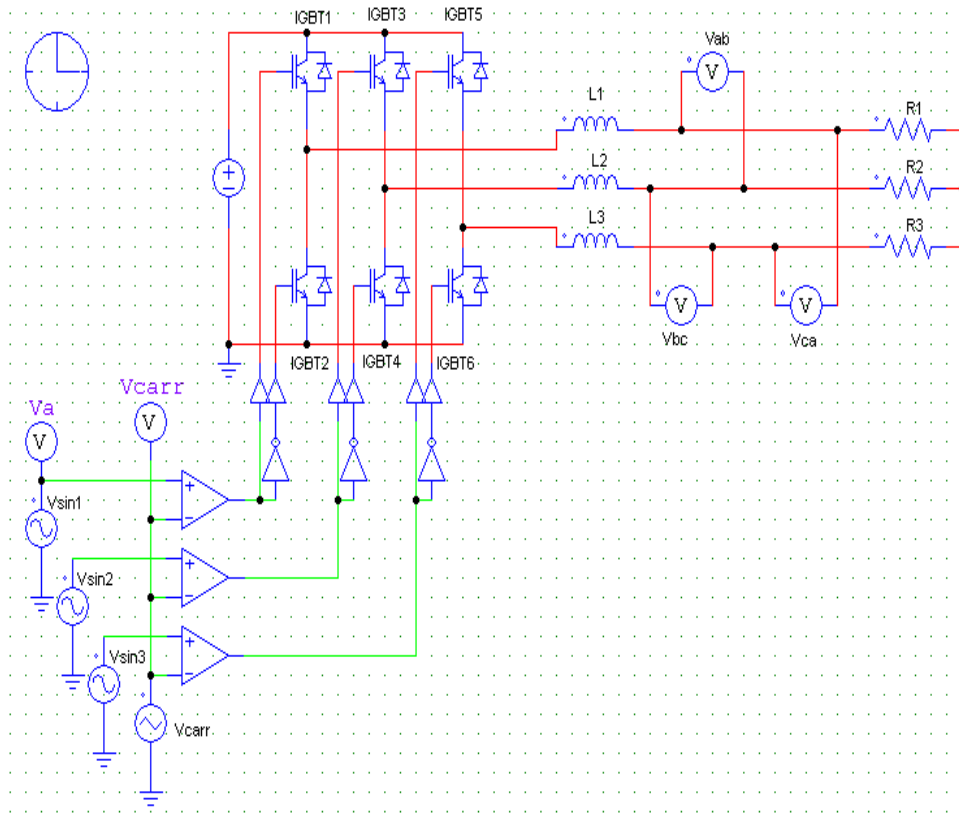 IGBT1
IGBT3
IGBT5
Vab
V
L1
R1
L2
R2
L3
R3
V
V
Vbc
Vca
IGBT2
IGBT4
IGBT6
Vcarr
Va
V
V
Vsin1
Vsin2
Vsin3
Vcarr